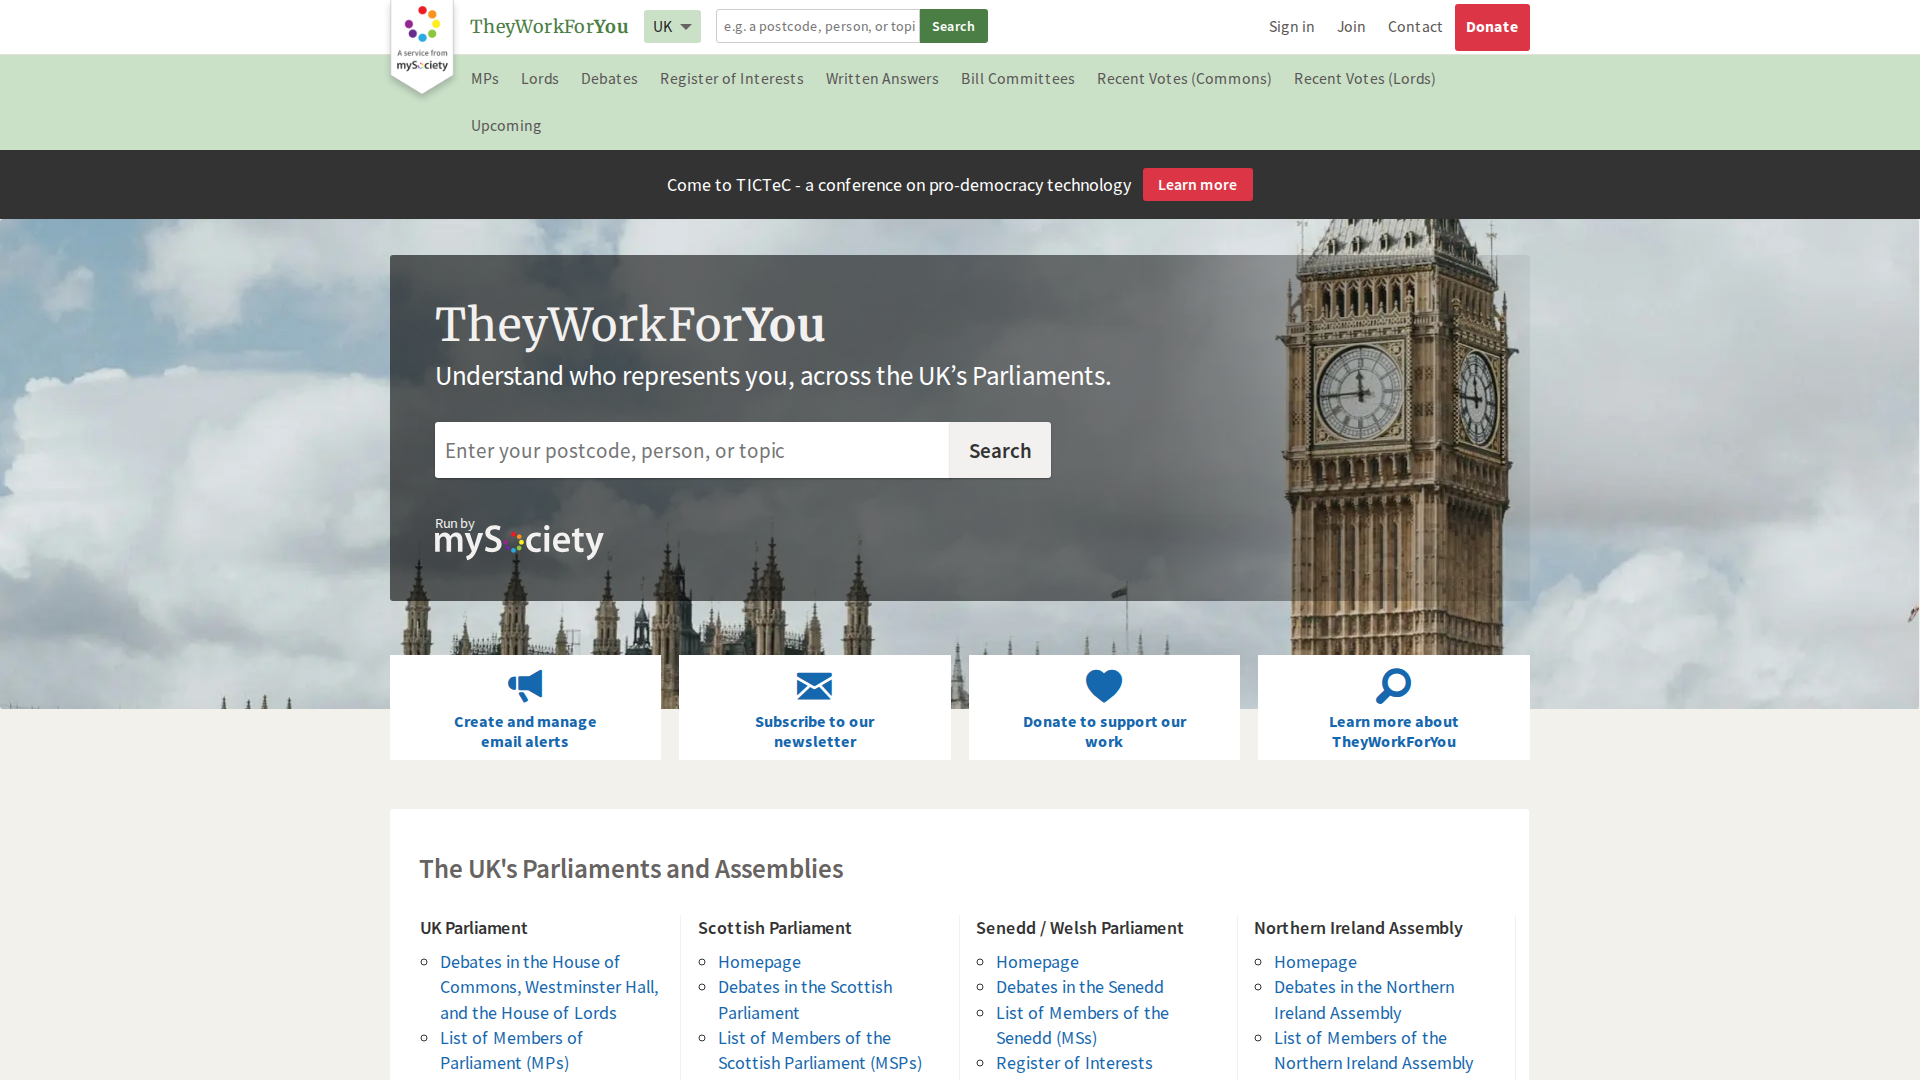 A service from
mySociety
TheyWorkForYou
UK
e.g. a postcode, person, or topi
Search
Sign in
Join
Contact
Donate
MPs
Lords
Debates
Register of Interests
Written Answers
Bill Committees
Recent Votes (Commons)
Recent Votes (Lords)
Upcoming
Come to TICTeC - a conference on pro-democracy technology
Learn more
TheyWorkForYou
Understand who represents you, across the UK’s Parliaments.
Enter your postcode, person, or topic
Search
Run by
mySociety
Create and manage
email alerts
Subscribe to our
newsletter
Donate to support our
work
Learn more about
TheyWorkForYou
The UK's Parliaments and Assemblies
UK Parliament
Debates in the House of
Commons, Westminster Hall,
and the House of Lords
List of Members of
Parliament (MPs)
Scottish Parliament
Homepage
Debates in the Scottish
Parliament
List of Members of the
Scottish Parliament (MSPs)
Senedd / Welsh Parliament
Homepage
Debates in the Senedd
List of Members of the
Senedd (MSs)
Register of Interests
Northern Ireland Assembly
Homepage
Debates in the Northern
Ireland Assembly
List of Members of the
Northern Ireland Assembly